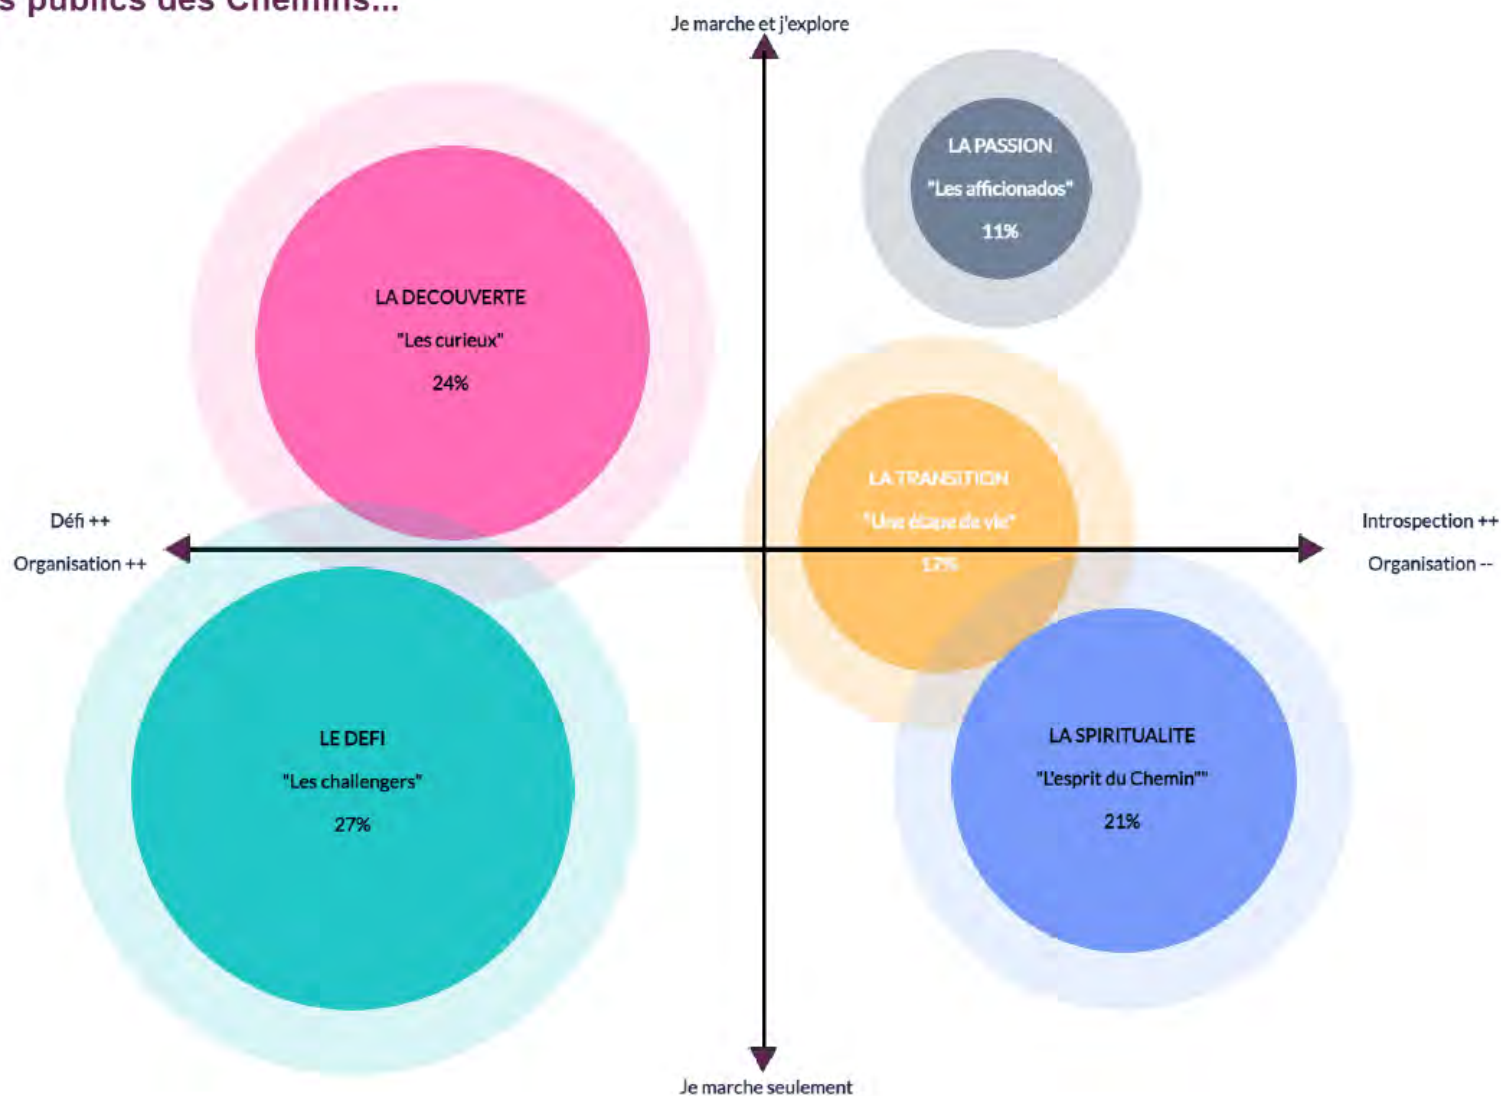 s publics des Chemins...
Je marche et j'explore
LA PASSION
"Les afficionados"
11%
LA DECOUVERTE
"Les curieux"
24%
LA TRANSITION
"Une étape de vie"
17%
Défi ++
Organisation ++
Introspection ++
Organisation --
LE DEFI
"Les challengers"
27%
LA SPIRITUALITE
"L'esprit du Chemin""
21%
Je marche seulement